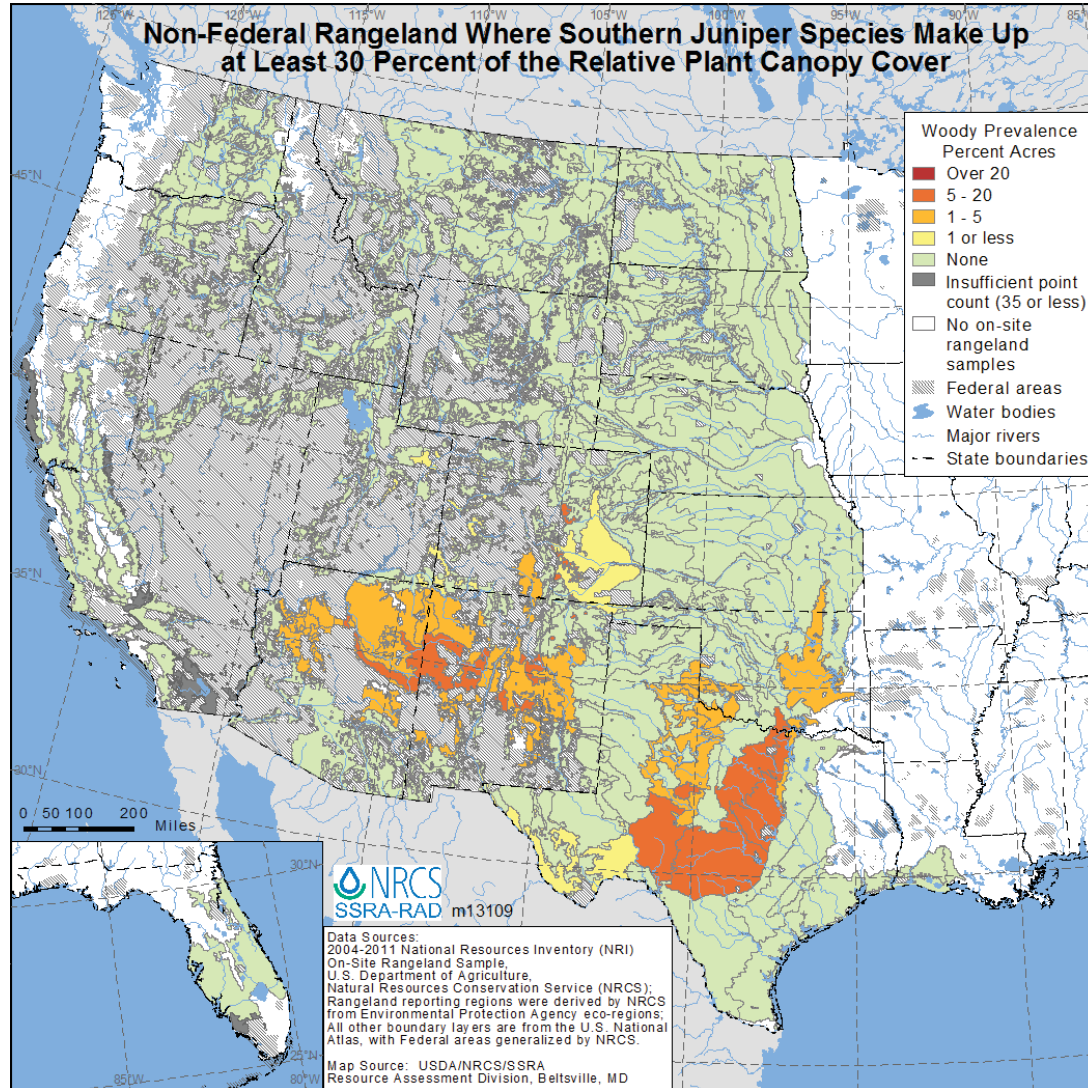 125°W 120°W 115°W 110°W 105°W 100°W 95°W 90°W 85°
Non-Federal Rangeland Where Southern Juniper Species Make Up
at Least 30 Percent of the Relative Plant Canopy Cover
Woody Prevalence
Percent Acres
Over 20
5 - 20
1 - 5
1 or less
None
Insufficient point
count (35 or less)
No on-site
rangeland
samples
Federal areas
Water bodies
Major rivers
State boundaries
45°N
35°N
30°N
0 50 100 200
Miles
30°N
25°N
85°W
80°W
NRCS
SSRA-RAD
m13109
Data Sources:
2004-2011 National Resources Inventory (NRI)
On-Site Rangeland Sample,
U.S. Department of Agriculture,
Natural Resources Conservation Service (NRCS);
Rangeland reporting regions were derived by NRCS
from Environmental Protection Agency eco-regions;
All other boundary layers are from the U.S. National
Atlas, with Federal areas generalized by NRCS.
Map Source: USDA/NRCS/SSRA
Resource Assessment Division, Beltsville, MD